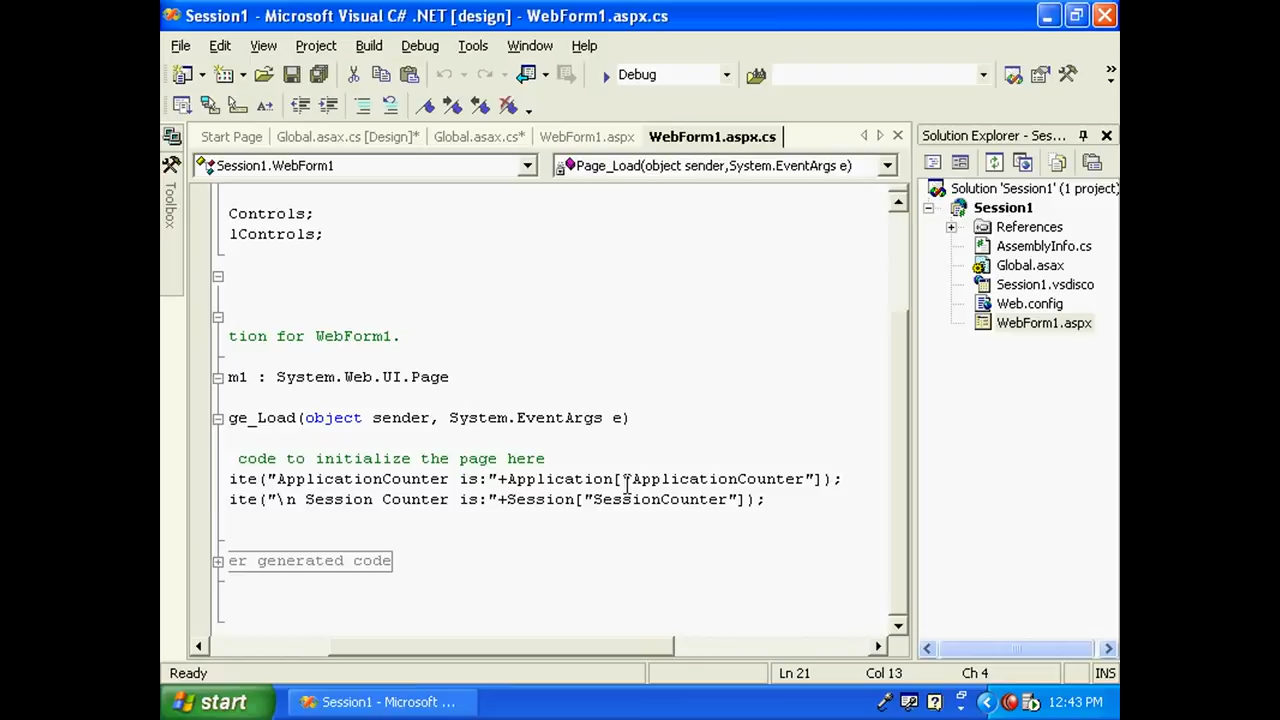 Session1 - Microsoft Visual C# .NET [design] - WebForm1.aspx.cs
File Edit View Project Build Debug Tools Window Help
Debug
Start Page Global.asax.cs [Design]* Global.asax.cs* WebForm1.aspx WebForm1.aspx.cs
Session1.WebForm1 Page_Load(object sender,System.EventArgs e)
Toolbox
Controls;
lControls;
tion for WebForm1.
m1 : System.Web.UI.Page
ge_Load(object sender, System.EventArgs e)
code to initialize the page here
ite("ApplicationCounter is:"+Application["ApplicationCounter"]);
ite("\n Session Counter is:"+Session["SessionCounter"]);
er generated code
Solution Explorer - Ses...
Solution 'Session1' (1 project)
Session1
References
AssemblyInfo.cs
Global.asax
Session1.vsdisco
Web.config
WebForm1.aspx
Ready Ln 21 Col 13 Ch 4 INS
start Session1 - Microsoft ... 12:43 PM